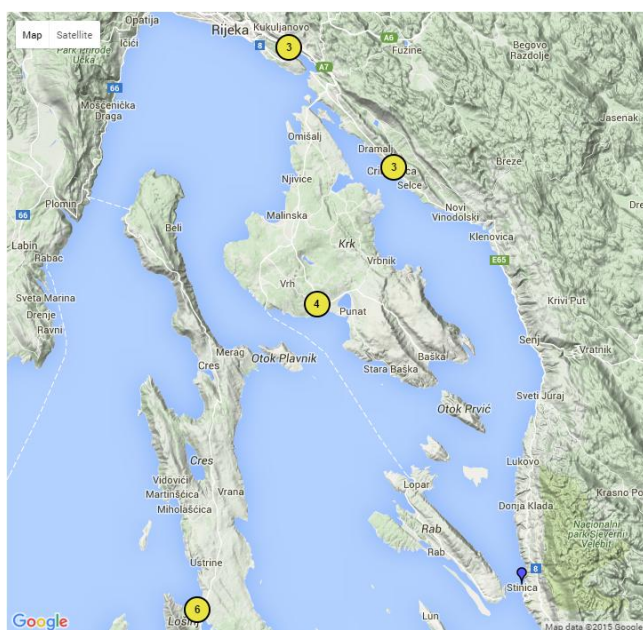 Map Satellite
Opatija
Ičići
Rijeka
Kukuljanovo
3
8
A7
A6
Fužine
Begovo
Razdolje
Park Prirode
Učka
66
Mošćenička
Draga
Jasenak
Omišalj
Dramalj
3
Selce
Breze
Novi
Vinodolski
Klenovica
Njivice
Malinska
Krk
Vrbnik
E65
Plomin
66
Labin
Rabac
Beli
Sveta Marina
Drenje
Ravni
Vrh
4
Punat
Krivi Put
Senj
Vratnik
Merag
Cres
Otok Plavnik
Stara Baška
Baška
Sveti Juraj
Otok Prvić
Cres
Vidovići
Martinšćica
Miholašćica
Vrana
Lukovo
Lopar
Donja Klada
Krasno Po
Nacionalni
park Sjeverni
Velebit
Rab
Rab
Ustrine
8
Stinica
6
Lošinj
Lun
Google
Map data ©2015 Google